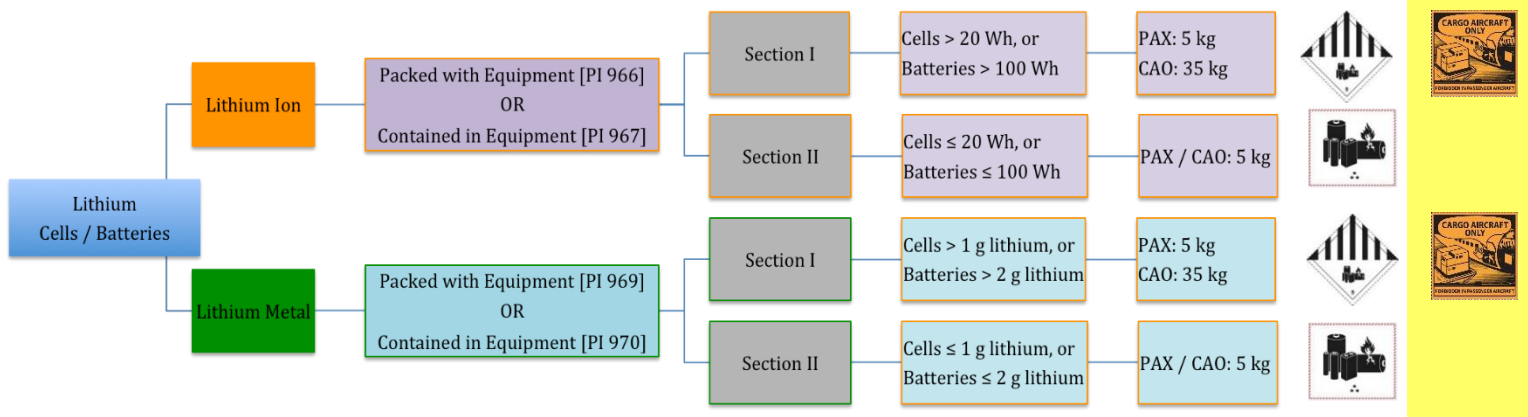 Lithium
Cells / Batteries
Lithium Ion
Packed with Equipment [PI 966]
OR
Contained in Equipment [PI 967]
Section I
Cells > 20 Wh, or
Batteries > 100 Wh
PAX: 5 kg
CAO: 35 kg
9
CARGO AIRCRAFT
ONLY
FORBIDDEN IN PASSENGER AIRCRAFT
Section II
Cells ≤ 20 Wh, or
Batteries ≤ 100 Wh
PAX / CAO: 5 kg
Lithium Metal
Packed with Equipment [PI 969]
OR
Contained in Equipment [PI 970]
Section I
Cells > 1 g lithium, or
Batteries > 2 g lithium
PAX: 5 kg
CAO: 35 kg
9
CARGO AIRCRAFT
ONLY
FORBIDDEN IN PASSENGER AIRCRAFT
Section II
Cells ≤ 1 g lithium, or
Batteries ≤ 2 g lithium
PAX / CAO: 5 kg